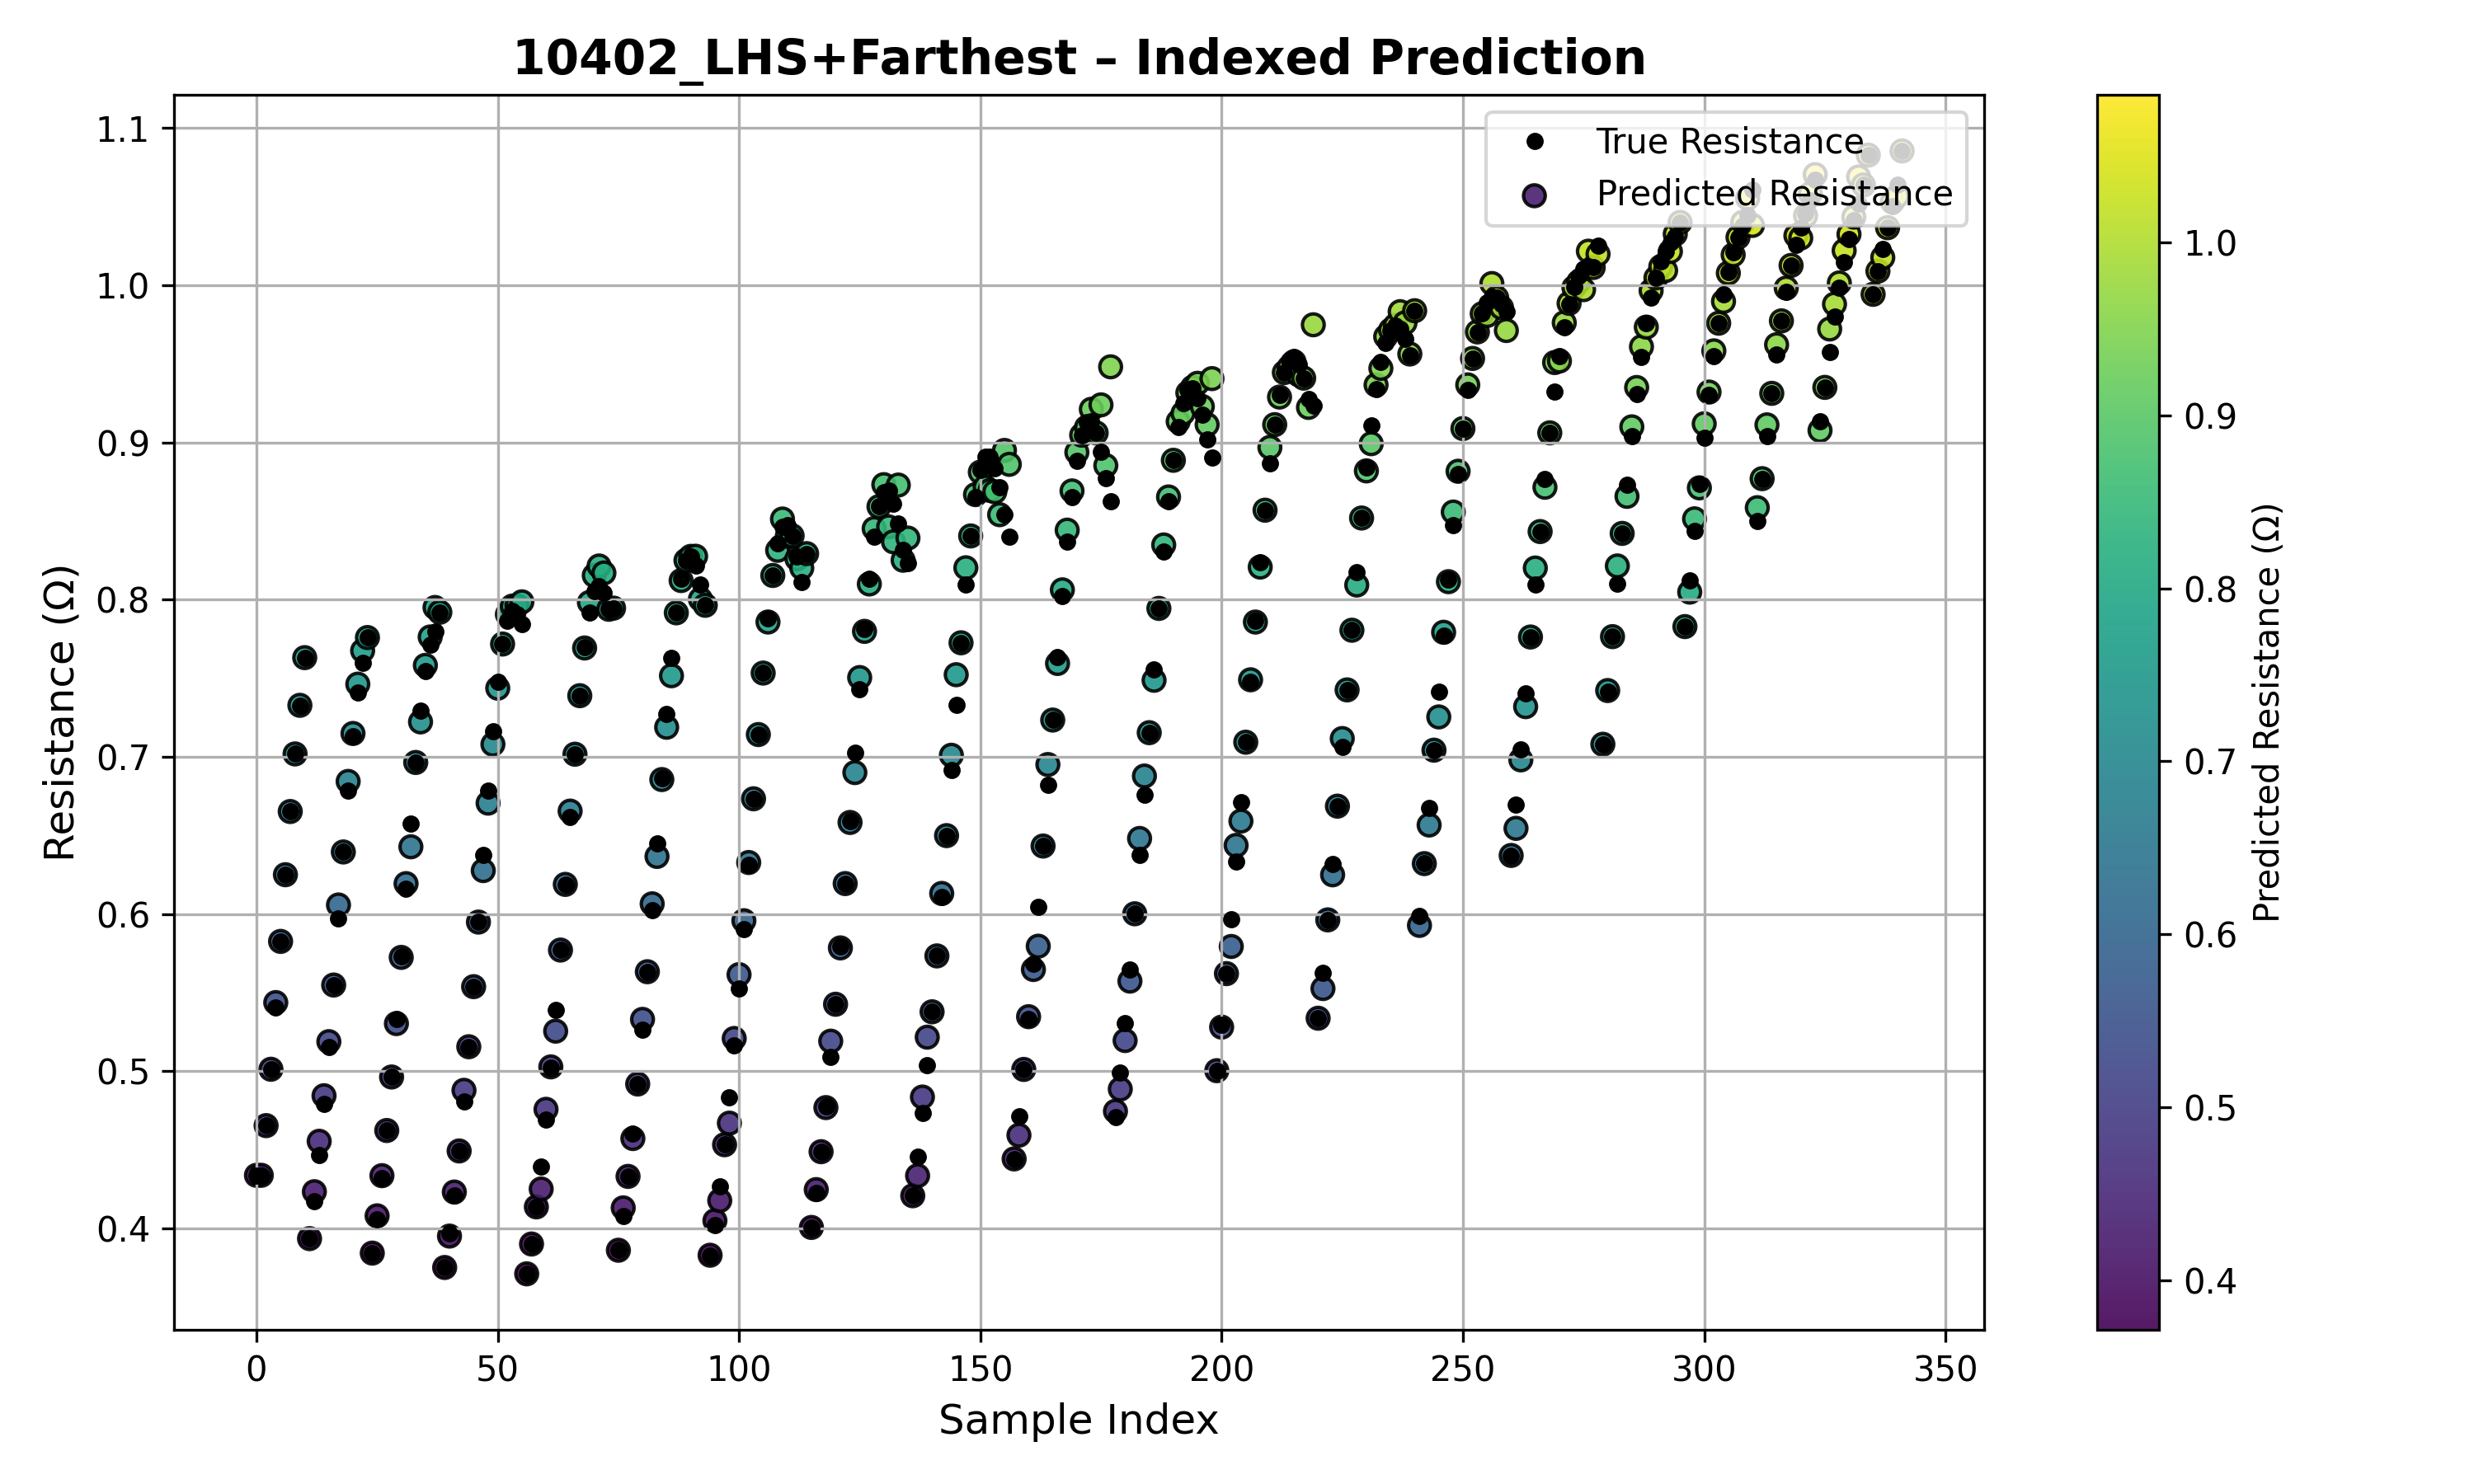 10402_LHS+Farthest – Indexed Prediction
True Resistance
Predicted Resistance
Resistance (Ω)
1.1
1.0
0.9
0.8
0.7
0.6
0.5
0.4
0 50 100 150 200 250 300 350
Sample Index
1.0
0.9
0.8
0.7
0.6
0.5
0.4
Predicted Resistance (Ω)